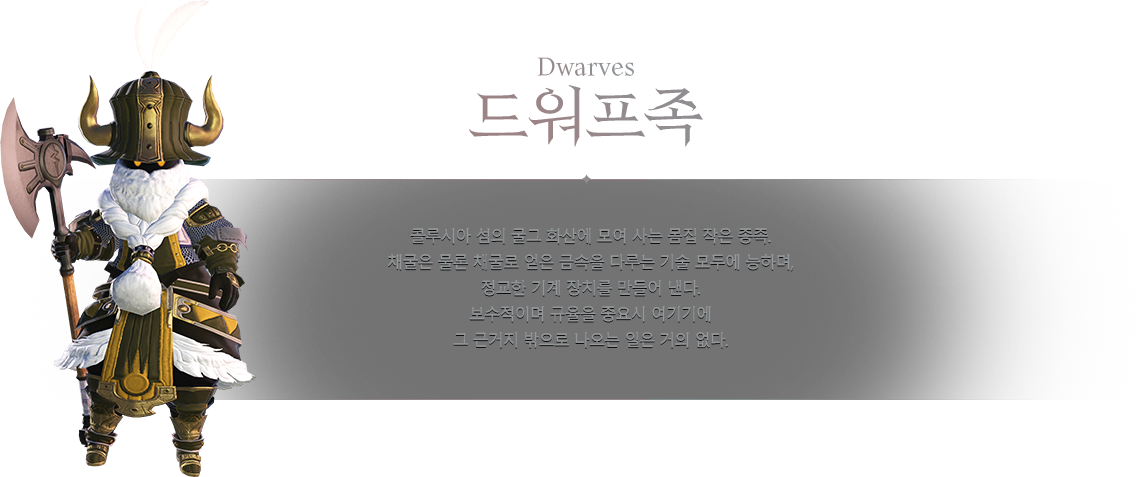 Dwarves
드워프족
콜루시아 섬의 굴그 화산에 모여 사는 몸집 작은 종족.
채굴은 물론 채굴로 얻은 금속을 다루는 기술 모두에 능하며,
정교한 기계 장치를 만들어 낸다.
보수적이며 규율을 중요시 여기기에
그 근거지 밖으로 나오는 일은 거의 없다.